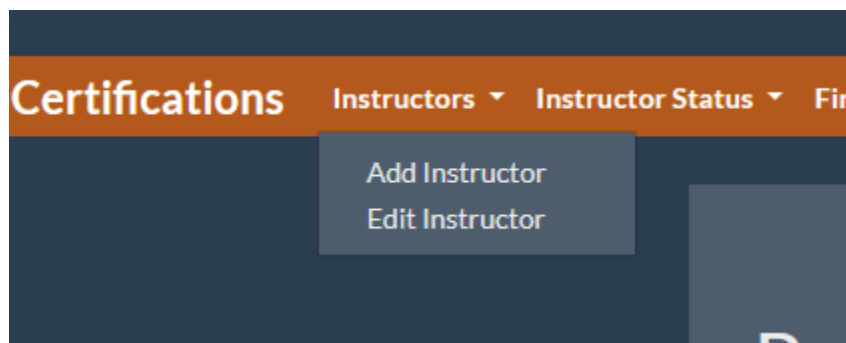 Certifications Instructors Instructor Status
Add Instructor
Edit Instructor